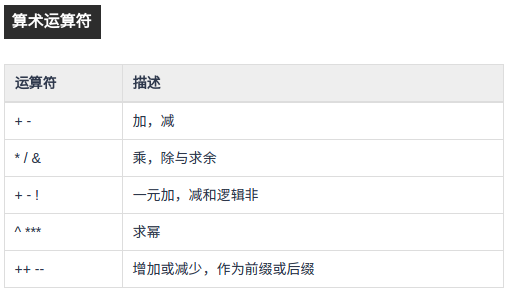 算术运算符
运算符 描述
+ - 加，减
* / & 乘，除与求余
+ - ! 一元加，减和逻辑非
^ *** 求幂
++ -- 增加或减少，作为前缀或后缀